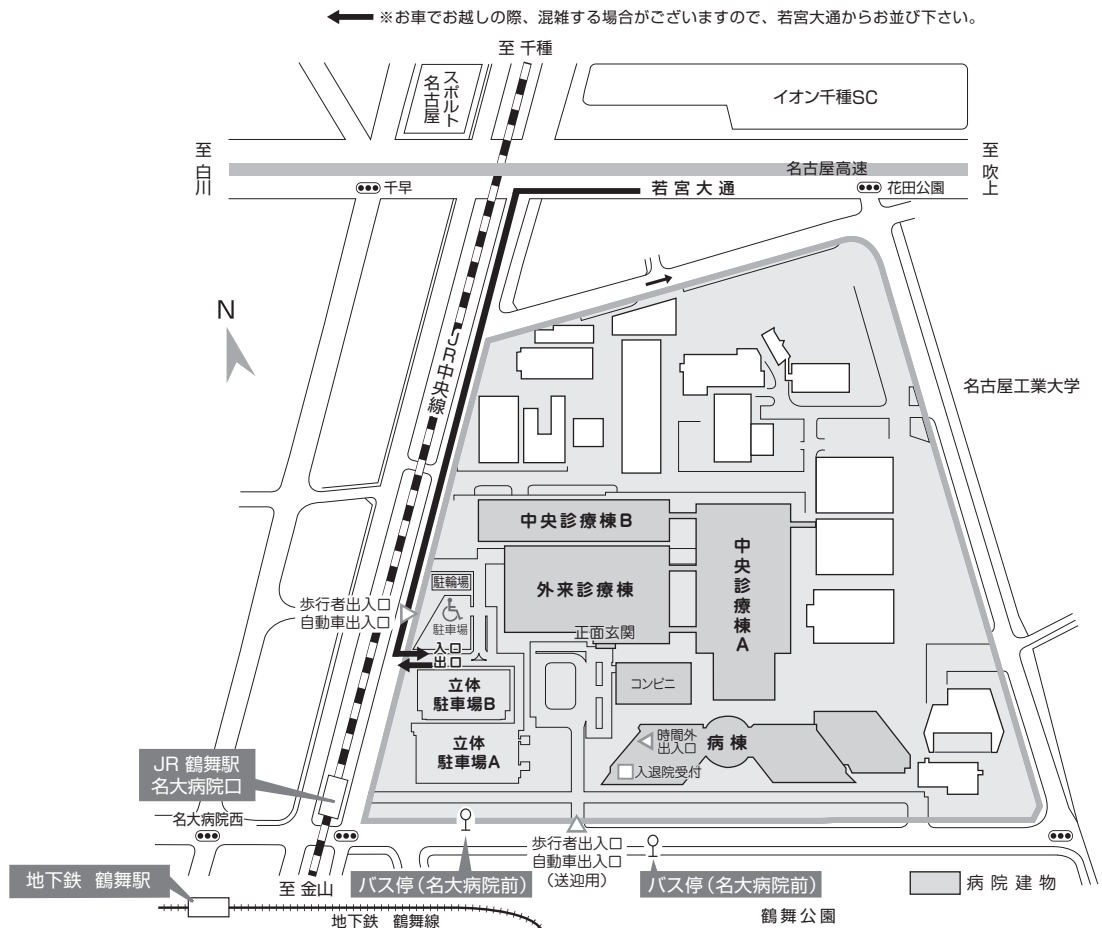 ※お車でお越しの際、混雑する場合がございますので、若宮大通からお並び下さい。
至 千種
スポルト
名古屋
イオン千種SC
至 白川
名古屋高速
至 吹上
千早
若宮大通
花田公園
N
JR中央線
名古屋工業大学
中央診療棟B
中央診療棟A
外来診療棟
駐輪場
歩行者出入口
自動車出入口
駐車場
正面玄関
入口
出口
コンビニ
立体
駐車場B
立体
駐車場A
時間外
出入口
病棟
入退院受付
JR 鶴舞駅
名大病院口
名大病院西
歩行者出入口
自動車出入口
(送迎用)
地下鉄 鶴舞駅
至 金山
バス停(名大病院前)
バス停(名大病院前)
病院建物
地下鉄 鶴舞線
鶴舞公園